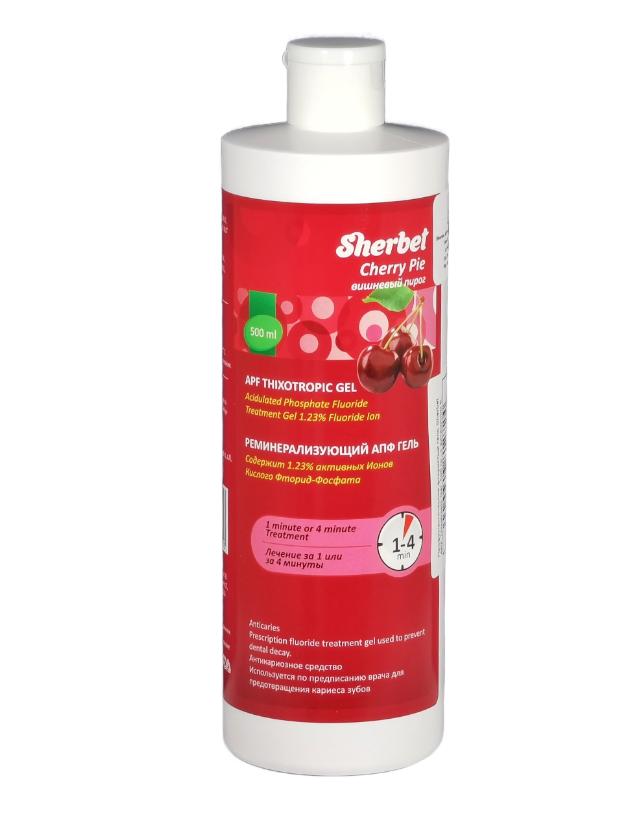 Sherbet
Cherry Pie
вишневый пирог
500 ml
APF THIXOTROPIC GEL
Acidulated Phosphate Fluoride
Treatment Gel 1.23% Fluoride Ion
РЕМИНЕРАЛИЗУЮЩИЙ АПФ ГЕЛЬ
Содержит 1.23% активных Ионов
Кислого Фторид-Фосфата
1 minute or 4 minute
Treatment
Лечение за 1 или
за 4 минуты
1-4
min
Anticaries
Prescription fluoride treatment gel used to prevent
dental decay.
Антикариозное средство
Используется по предписанию врача для
предотвращения кариеса зубов